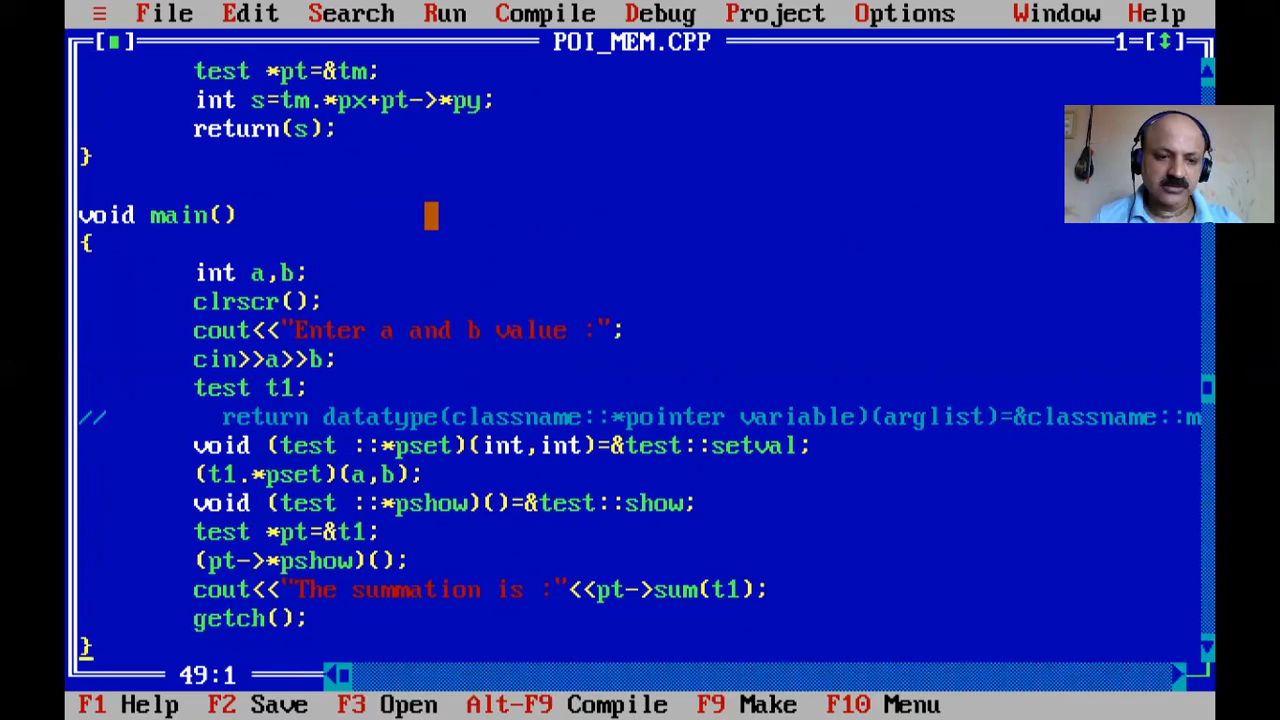 ≡ File Edit Search Run Compile Debug Project Options Window Help
[■] POI_MEM.CPP 1=[↕]
test *pt=&tm;
int s=tm.*px+pt->*py;
return(s);
}
void main()
{
int a,b;
clrscr();
cout<<"Enter a and b value :";
cin>>a>>b;
test t1;
// return datatype(classname::*pointer variable)(arglist)=&classname::m
void (test ::*pset)(int,int)=&test::setval;
(t1.*pset)(a,b);
void (test ::*pshow)()=&test::show;
test *pt=&t1;
(pt->*pshow)();
cout<<"The summation is :"<<pt->sum(t1);
getch();
}
49:1
F1 Help F2 Save F3 Open Alt-F9 Compile F9 Make F10 Menu